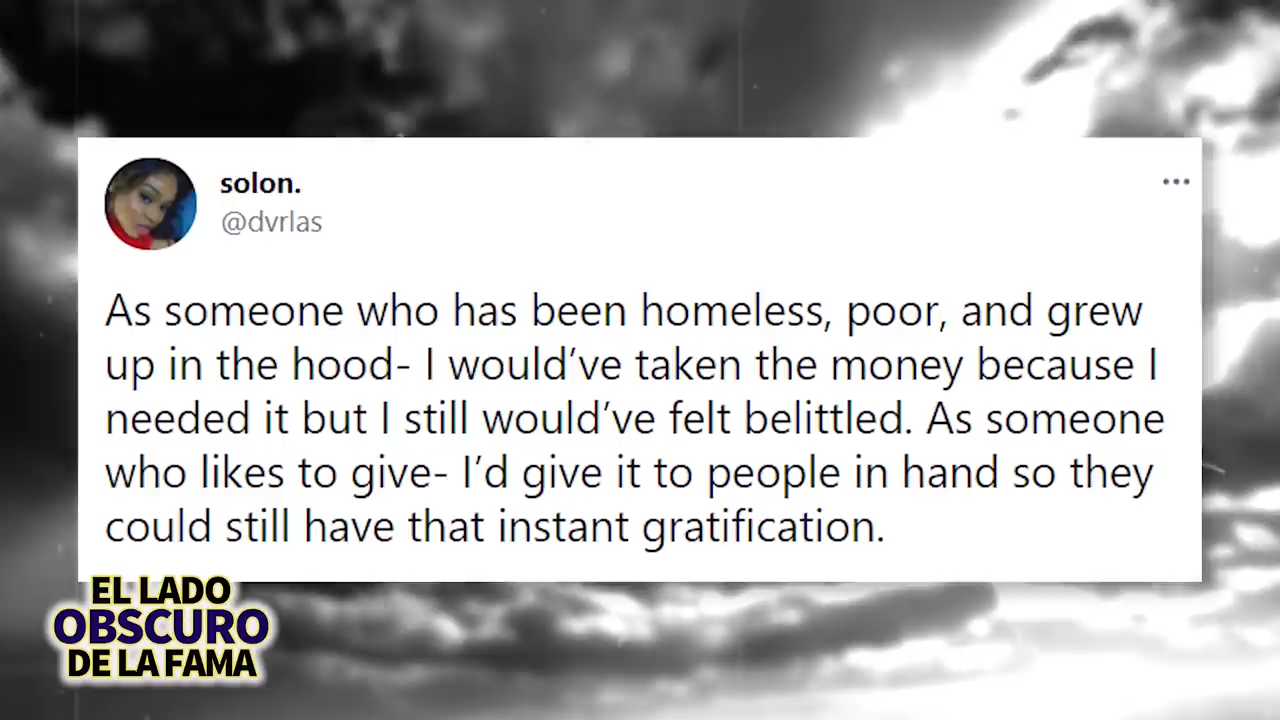 solon.
@dvrlas
As someone who has been homeless, poor, and grew
up in the hood- I would’ve taken the money because I
needed it but I still would’ve felt belittled. As someone
who likes to give- I’d give it to people in hand so they
could still have that instant gratification.
EL LADO
OBSCURO
DE LA FAMA